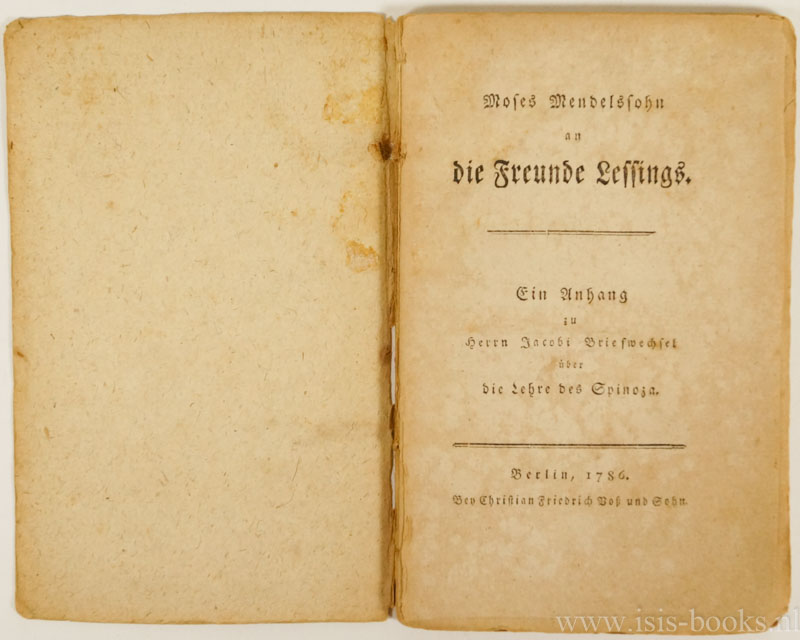 Moses Mendelssohn
an
die Freunde Lessings.
Ein Anhang
zu
Herrn Jacobi Briefwechsel
über
die Lehre des Spinoza.
Berlin, 1786.
Bey Christian Friedrich Voß und Sohn.
www.isis-books.nl